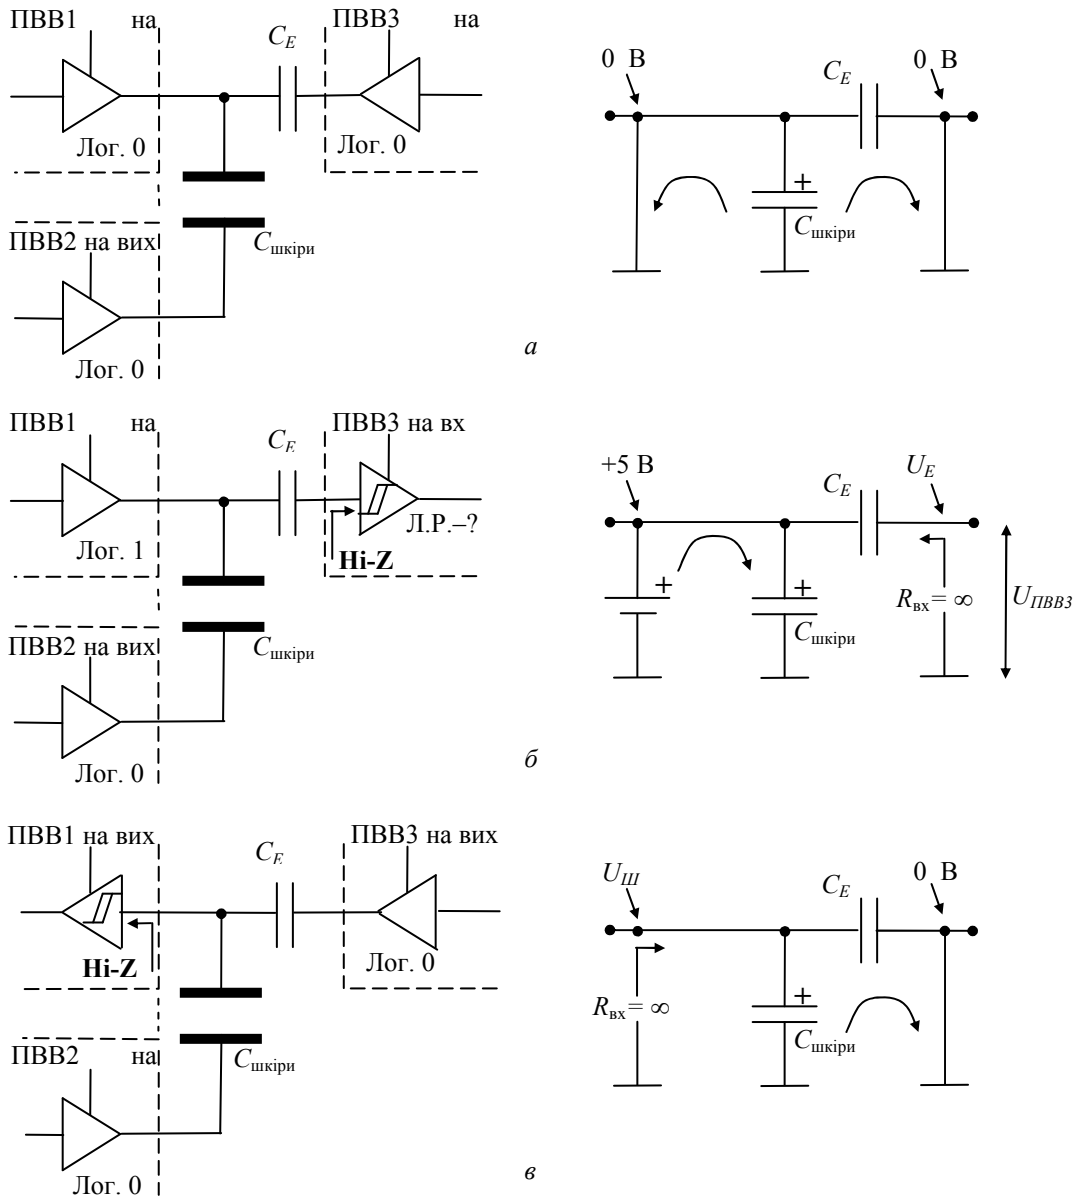 ПВВ1 на
ПВВ3 на
C_E
Лог. 0
Лог. 0
0 В
0 В
C_E
+
C_шкіри
ПВВ2 на вих
C_шкіри
Лог. 0
а
ПВВ1 на
ПВВ3 на вх
C_E
Лог. 1
Л.Р.–?
Hi-Z
+5 В
U_E
C_E
+
+
R_вх = ∞
U_ПВВ3
C_шкіри
ПВВ2 на вих
C_шкіри
Лог. 0
б
ПВВ1 на вих
ПВВ3 на вих
C_E
Hi-Z
Лог. 0
U_Ш
0 В
C_E
+
R_вх = ∞
C_шкіри
ПВВ2 на
C_шкіри
Лог. 0
в